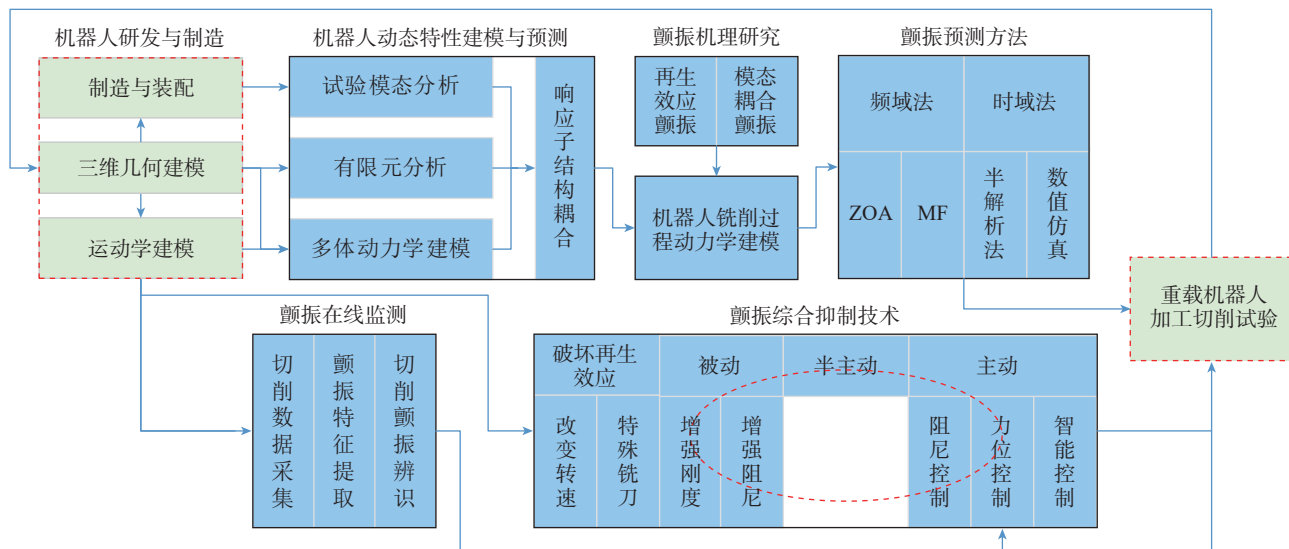 机器人研发与制造
制造与装配
三维几何建模
运动学建模
机器人动态特性建模与预测
试验模态分析
有限元分析
多体动力学建模
响应子结构耦合
颤振机理研究
再生
效应
颤振
模态
耦合
颤振
机器人铣削过
程动力学建模
颤振预测方法
频域法
时域法
ZOA
MF
半解析法
数值仿真
重载机器人
加工切削试验
颤振在线监测
切削数据采集
颤振特征提取
切削颤振辨识
颤振综合抑制技术
破坏再生
效应
被动
半主动
主动
改变转速
特殊铣刀
增强刚度
增强阻尼
阻尼控制
力位控制
智能控制